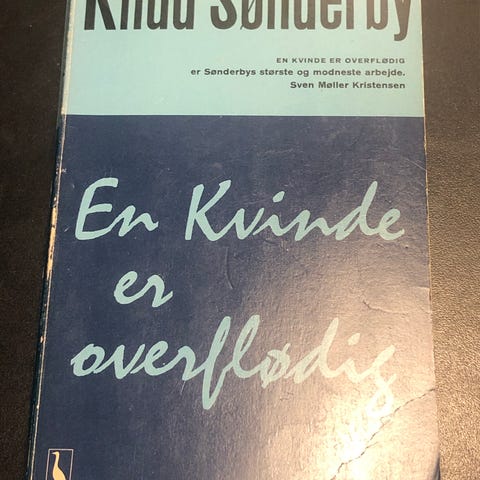 Knud Sønderby
EN KVINDE ER OVERFLØDIG
er Sønderbys største og modneste arbejde.
Sven Møller Kristensen
En Kvinde
er
overflødig